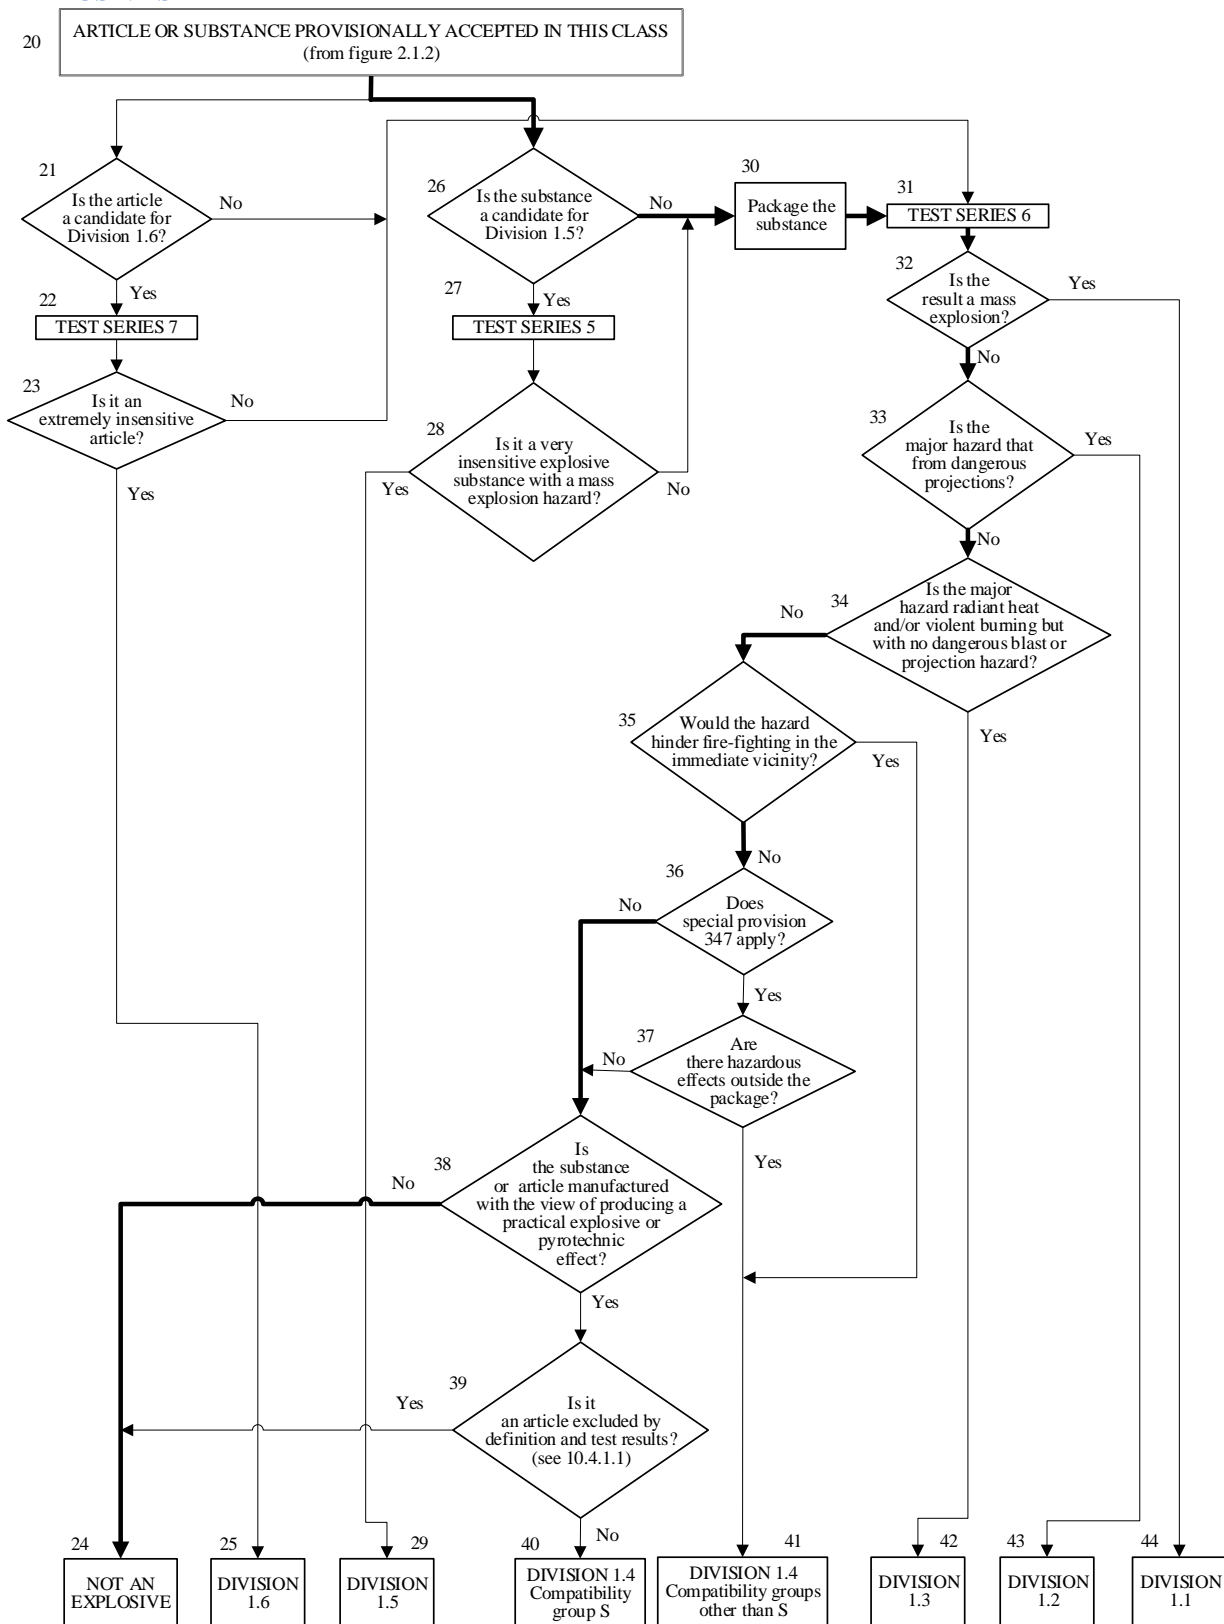 20
ARTICLE OR SUBSTANCE PROVISIONALLY ACCEPTED IN THIS CLASS
(from figure 2.1.2)
21
Is the article
a candidate for
Division 1.6?
No
Yes
22
TEST SERIES 7
23
Is it an
extremely insensitive
article?
No
Yes
26
Is the substance
a candidate for
Division 1.5?
No
Yes
27
TEST SERIES 5
28
Is it a very
insensitive explosive
substance with a mass
explosion hazard?
Yes
No
30
Package the
substance
31
TEST SERIES 6
32
Is the
result a mass
explosion?
Yes
No
33
Is the
major hazard that
from dangerous
projections?
Yes
No
34
Is the major
hazard radiant heat
and/or violent burning but
with no dangerous blast or
projection hazard?
No
Yes
35
Would the hazard
hinder fire-fighting in the
immediate vicinity?
Yes
No
36
Does
special provision
347 apply?
No
Yes
37
Are
there hazardous
effects outside the
package?
No
Yes
38
Is
the substance
or article manufactured
with the view of producing a
practical explosive or
pyrotechnic
effect?
No
Yes
39
Is it
an article excluded by
definition and test results?
(see 10.4.1.1)
Yes
No
24
NOT AN
EXPLOSIVE
25
DIVISION
1.6
29
DIVISION
1.5
40
DIVISION 1.4
Compatibility
group S
41
DIVISION 1.4
Compatibility groups
other than S
42
DIVISION
1.3
43
DIVISION
1.2
44
DIVISION
1.1